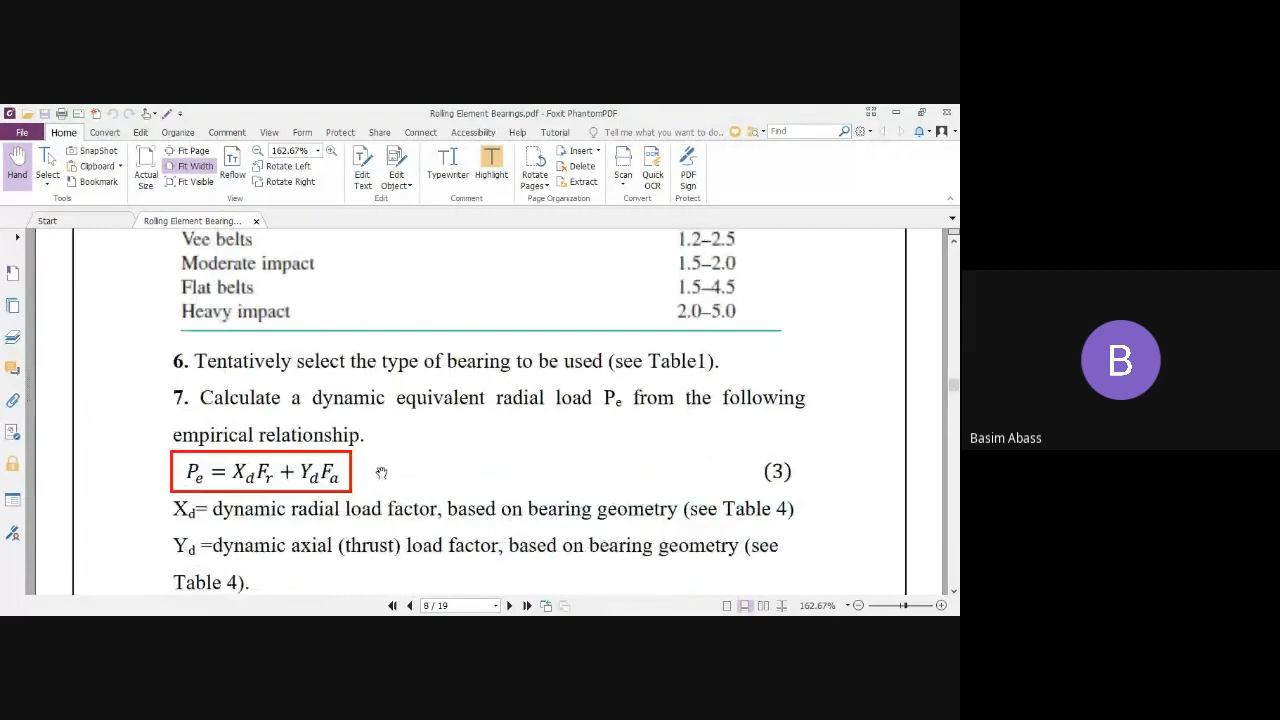 Rolling Element Bearings.pdf - Foxit PhantomPDF
File Home Convert Edit Organize Comment View Form Protect Share Connect Accessibility Help Tutorial Tell me what you want to do.. Find
Hand
Select
SnapShot
Clipboard
Bookmark
Tools
Actual Size
Fit Page
Fit Width
Fit Visible
Reflow
162.67%
Rotate Left
Rotate Right
View
Edit Text
Edit Object
Edit
Typewriter
Highlight
Comment
Rotate Pages
Insert
Delete
Extract
Page Organization
Scan
Quick OCR
Convert
PDF Sign
Protect
Start
Rolling Element Bearing...
Vee belts 1.2–2.5
Moderate impact 1.5–2.0
Flat belts 1.5–4.5
Heavy impact 2.0–5.0
6. Tentatively select the type of bearing to be used (see Table1).
7. Calculate a dynamic equivalent radial load Pe from the following
empirical relationship.
Pe = XdFr + YdFa (3)
Xd= dynamic radial load factor, based on bearing geometry (see Table 4)
Yd =dynamic axial (thrust) load factor, based on bearing geometry (see
Table 4).
8 / 19
162.67%
B
Basim Abass